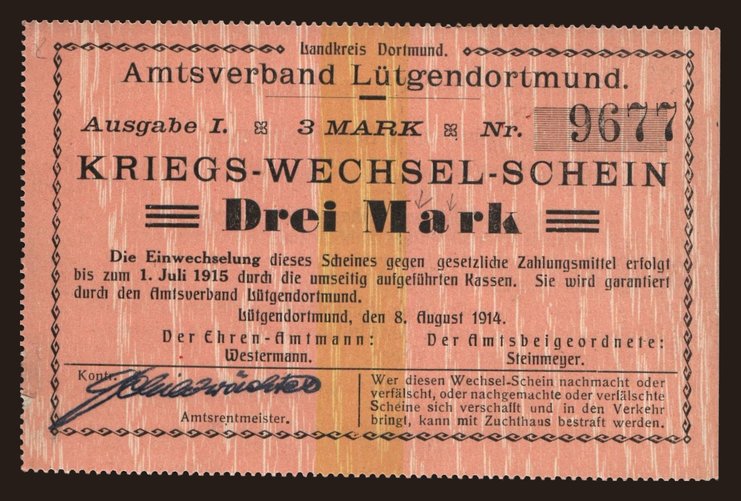 Landkreis Dortmund.
Amtsverband Lütgendortmund.
Ausgabe I. 3 MARK Nr. 9677
KRIEGS-WECHSEL-SCHEIN
Drei Mark
Die Einwechselung dieses Scheines gegen gesetzliche Zahlungsmittel erfolgt
bis zum 1. Juli 1915 durch die umseitig aufgeführten Kassen. Sie wird garantiert
durch den Amtsverband Lütgendortmund.
Lütgendortmund, den 8. August 1914.
Der Ehren-Amtmann: Der Amtsbeigeordnete:
Westermann. Steinmeyer.
Kontr.
Amtsrentmeister.
Wer diesen Wechsel-Schein nachmacht oder
verfälscht, oder nachgemachte oder verfälschte
Scheine sich verschafft und in den Verkehr
bringt, kann mit Zuchthaus bestraft werden.